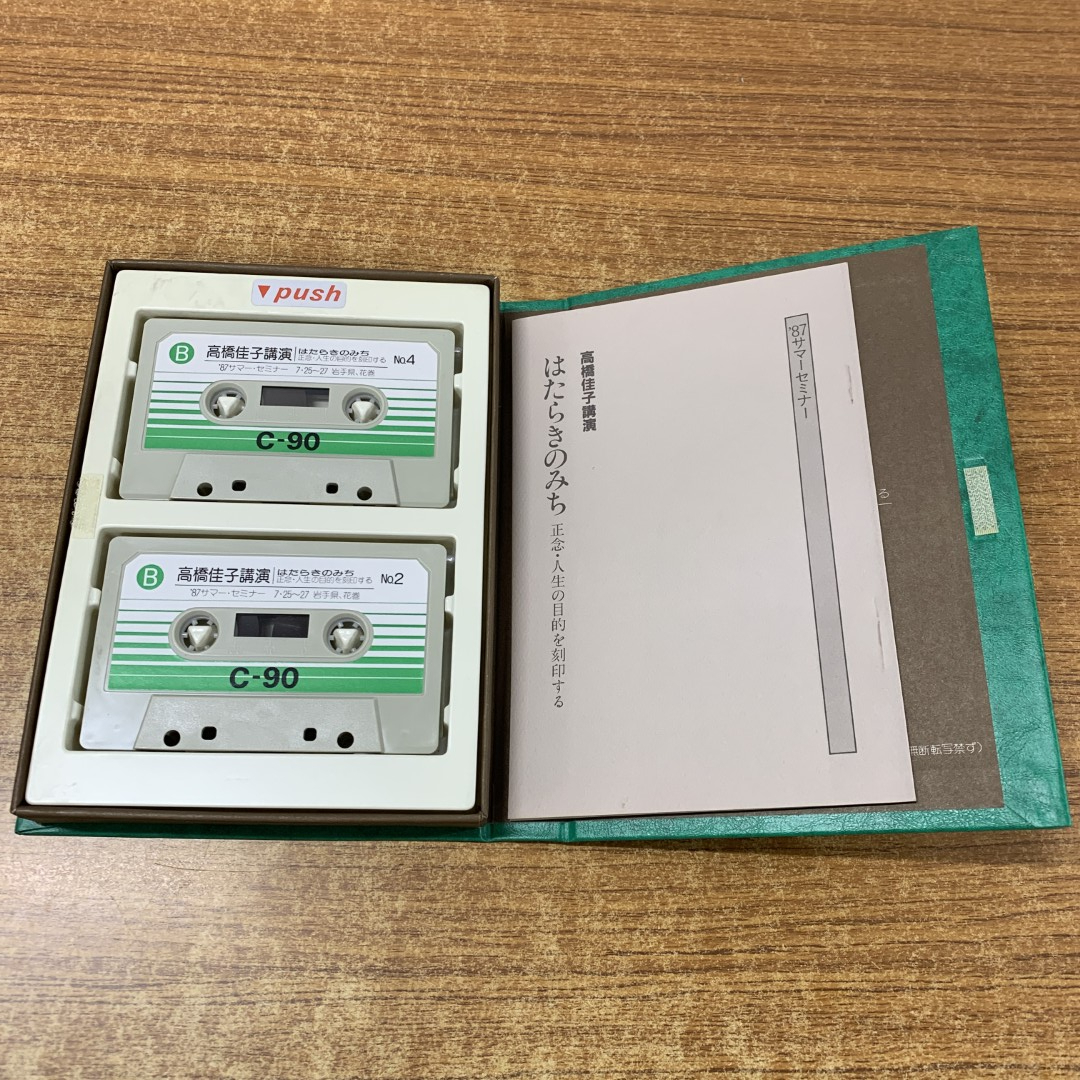 ▼push
B 高橋佳子講演 はたらきのみち No.4
正念・人生の目的を刻印する
'87サマー・セミナー 7・25〜27 岩手県、花巻
C-90
B 高橋佳子講演 はたらきのみち No.2
正念・人生の目的を刻印する
'87サマー・セミナー 7・25〜27 岩手県、花巻
C-90
'87サマーセミナー
高橋佳子講演
はたらきのみち 正念・人生の目的を刻印する
る
断転写禁ず)